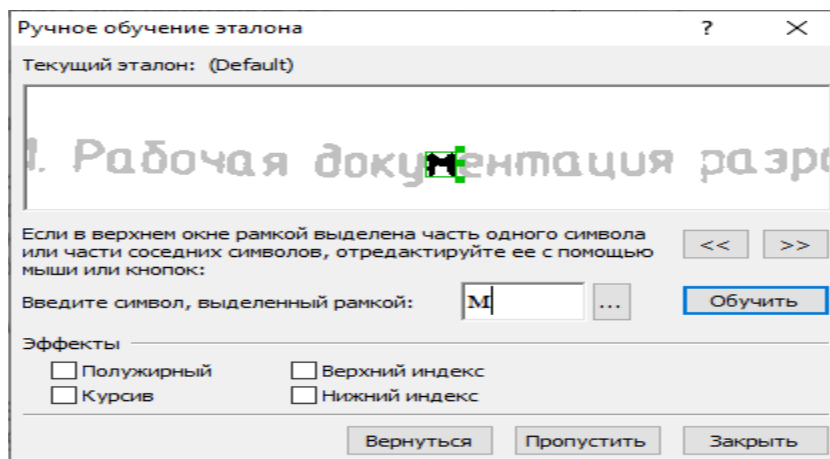 Ручное обучение эталона ? ×
Текущий эталон: (Default)
1. Рабочая документация разра
Если в верхнем окне рамкой выделена часть одного символа
или части соседних символов, отредактируйте ее с помощью
мыши или кнопок:
<< >>
Введите символ, выделенный рамкой: М ... Обучить
Эффекты
Полужирный Верхний индекс
Курсив Нижний индекс
Вернуться Пропустить Закрыть